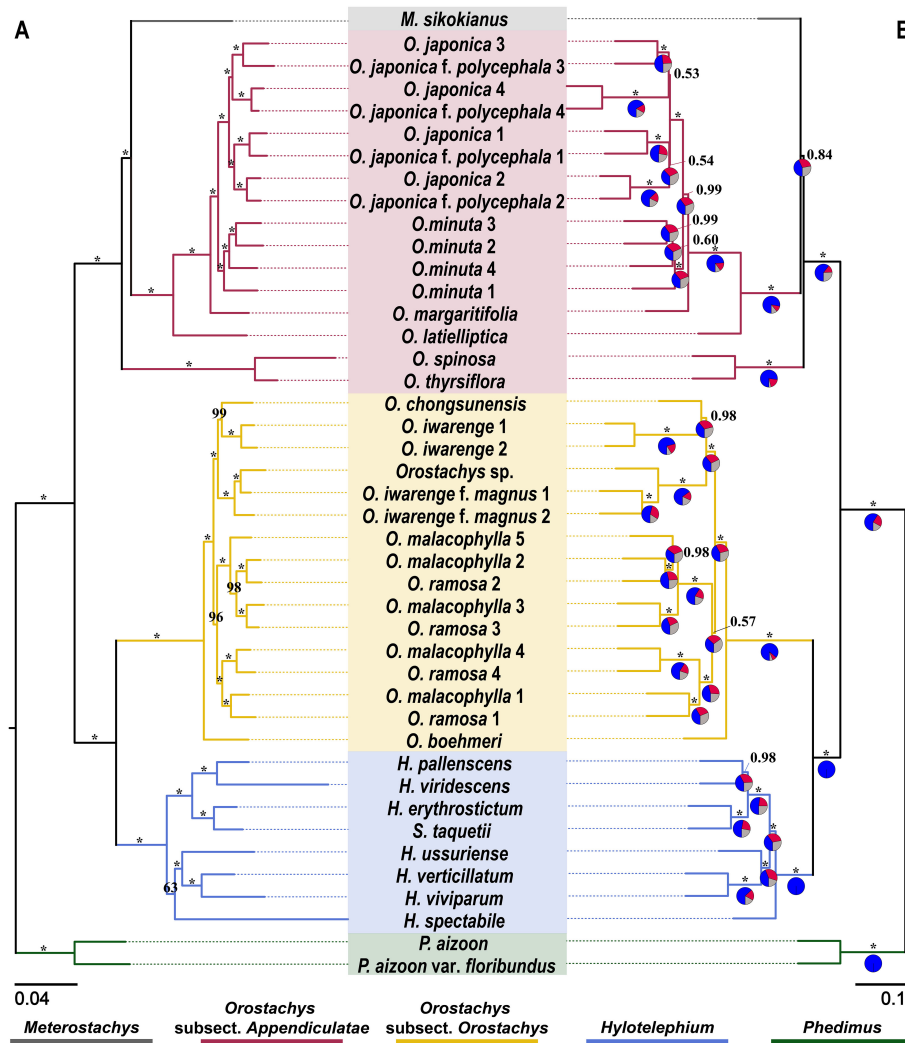 A
B
M. sikokianus
O. japonica 3
O. japonica f. polycephala 3
O. japonica 4
O. japonica f. polycephala 4
O. japonica 1
O. japonica f. polycephala 1
O. japonica 2
O. japonica f. polycephala 2
O.minuta 3
O.minuta 2
O.minuta 4
O.minuta 1
O. margaritifolia
O. latielliptica
O. spinosa
O. thyrsiflora
O. chongsunensis
O. iwarenge 1
O. iwarenge 2
Orostachys sp.
O. iwarenge f. magnus 1
O. iwarenge f. magnus 2
O. malacophylla 5
O. malacophylla 2
O. ramosa 2
O. malacophylla 3
O. ramosa 3
O. malacophylla 4
O. ramosa 4
O. malacophylla 1
O. ramosa 1
O. boehmeri
H. pallenscens
H. viridescens
H. erythrostictum
S. taquetii
H. ussuriense
H. verticillatum
H. viviparum
H. spectabile
P. aizoon
P. aizoon var. floribundus
99
98
96
63
0.53
0.84
0.54
0.99
0.99
0.60
0.98
0.98
0.57
0.98
0.04
0.1
Meterostachys
Orostachys
subsect. Appendiculatae
Orostachys
subsect. Orostachys
Hylotelephium
Phedimus